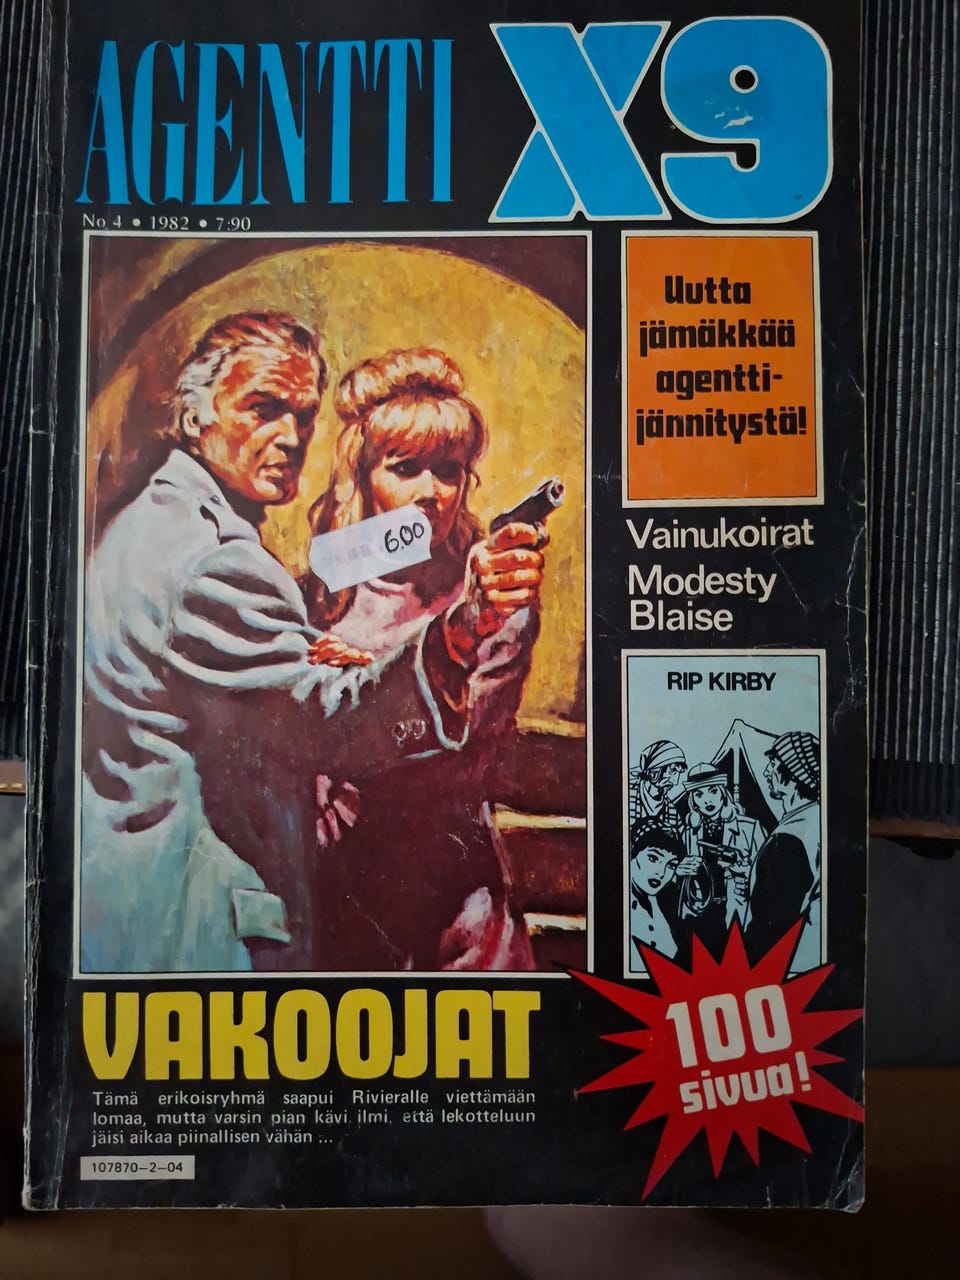 AGENTTI X9
No 4 • 1982 • 7:90
Uutta
jämäkkää
agentti-
jännitystä!
Vainukoirat
Modesty
Blaise
RIP KIRBY
6.00
VAKOOJAT
Tämä erikoisryhmä saapui Rivieralle viettämään
lomaa, mutta varsin pian kävi ilmi, että lekotteluun
jäisi aikaa piinallisen vähän ...
107870-2-04
100
sivua!